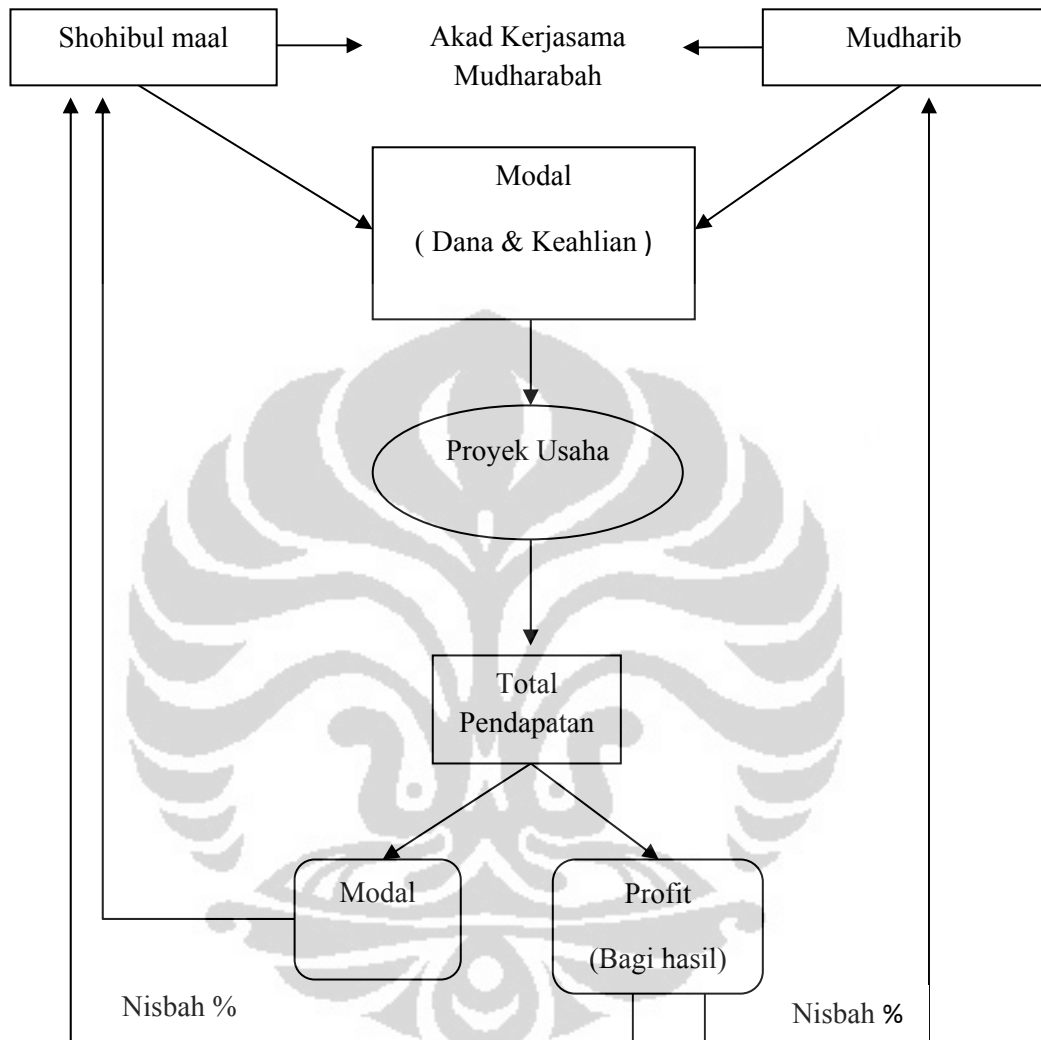 Shohibul maal
Akad Kerjasama
Mudharabah
Mudharib
Modal
( Dana & Keahlian )
Proyek Usaha
Total
Pendapatan
Modal
Profit
(Bagi hasil)
Nisbah %
Nisbah %